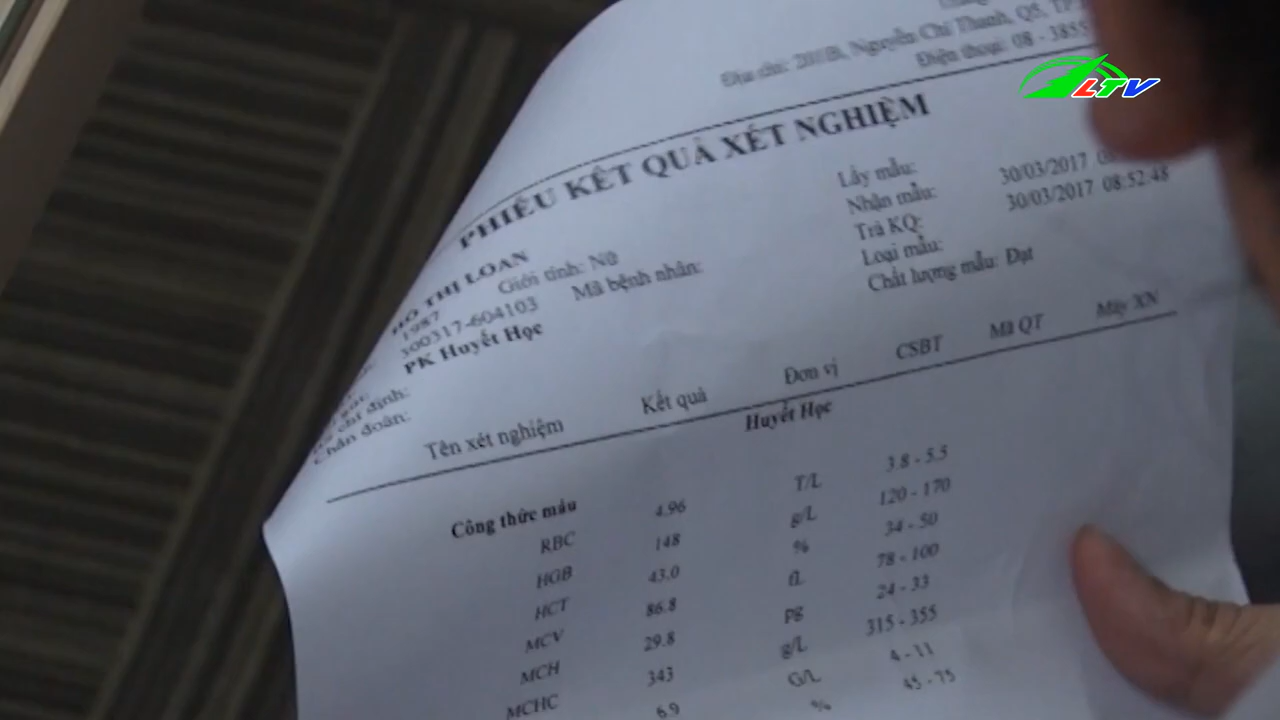 Địa chỉ: 201B, Nguyễn Chí Thanh, Q5, TP.
Điện thoại: 08 - 3855
LTV
PHIẾU KẾT QUẢ XÉT NGHIỆM
HỒ THỊ LOAN
1987 Giới tính: Nữ
300317-604103 Mã bệnh nhân:
PK Huyết Học
chỉ định:
Chẩn đoán:
Lấy mẫu: 30/03/2017
Nhận mẫu: 30/03/2017 08:52:48
Trả KQ:
Loại mẫu:
Chất lượng mẫu: Đạt
Tên xét nghiệm Kết quả Đơn vị CSBT Mã QT Máy XN
Huyết Học
Công thức máu
RBC 4.96 T/L 3.8 - 5.5
HGB 148 g/L 120 - 170
HCT 43.0 % 34 - 50
MCV 86.8 fL 78 - 100
MCH 29.8 pg 24 - 33
MCHC 343 g/L 315 - 355
6.9 G/L 4 - 11
% 45 - 75